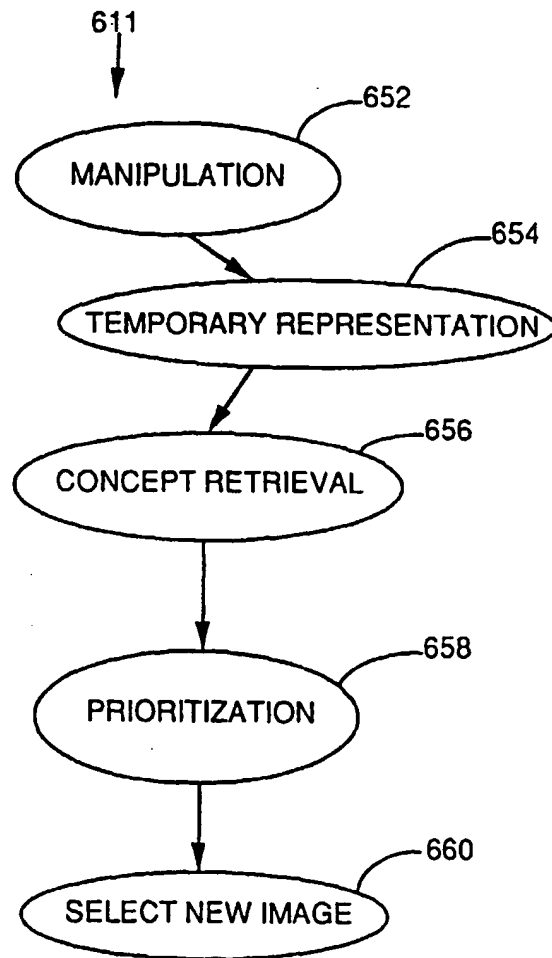 611
652
MANIPULATION
654
TEMPORARY REPRESENTATION
656
CONCEPT RETRIEVAL
658
PRIORITIZATION
660
SELECT NEW IMAGE